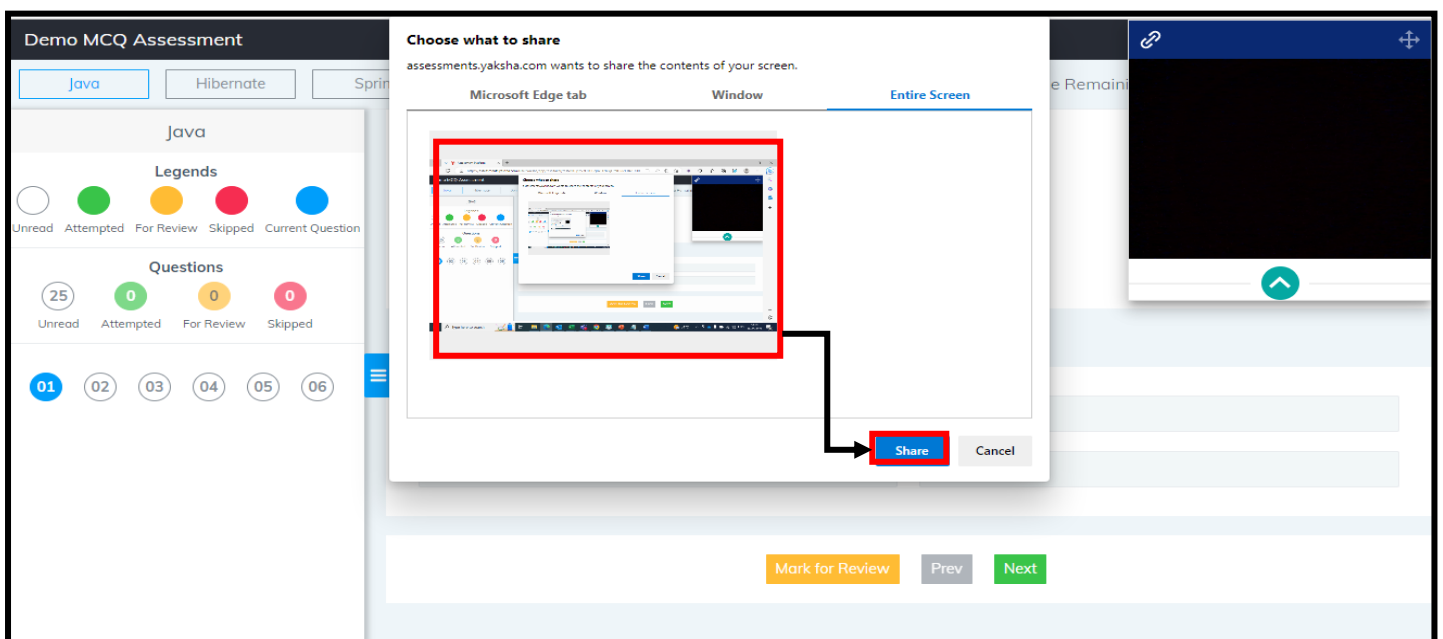 Demo MCQ Assessment
Java
Hibernate
Sprin
e Remaini
Java
Legends
Unread
Attempted
For Review
Skipped
Current Question
Questions
25
0
0
0
Unread
Attempted
For Review
Skipped
01
02
03
04
05
06
Choose what to share
assessments.yaksha.com wants to share the contents of your screen.
Microsoft Edge tab
Window
Entire Screen
Share
Cancel
Mark for Review
Prev
Next